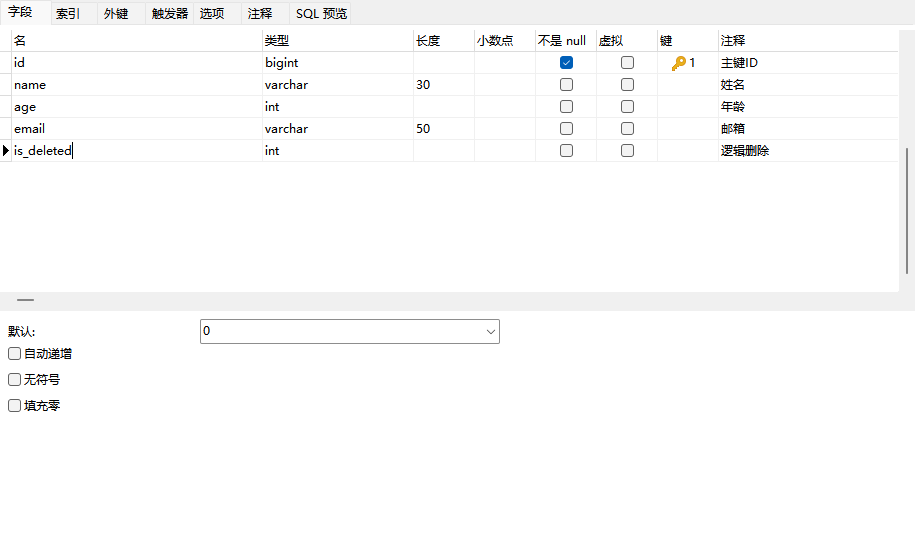 字段 索引 外键 触发器 选项 注释 SQL 预览
名 类型 长度 小数点 不是 null 虚拟 键 注释
id bigint 1 主键ID
name varchar 30 姓名
age int 年龄
email varchar 50 邮箱
is_deleted int 逻辑删除
默认: 0
自动递增
无符号
填充零